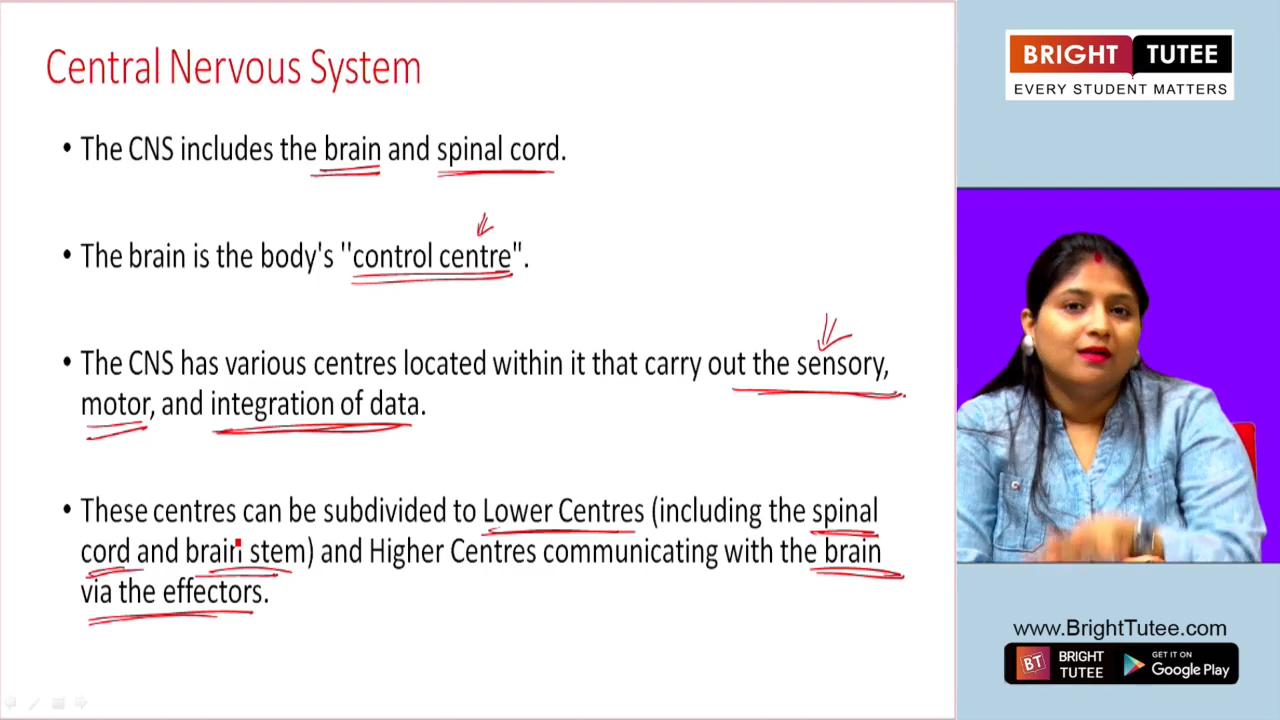 Central Nervous System
• The CNS includes the brain and spinal cord.
• The brain is the body's "control centre".
• The CNS has various centres located within it that carry out the sensory,
motor, and integration of data.
• These centres can be subdivided to Lower Centres (including the spinal
cord and brain stem) and Higher Centres communicating with the brain
via the effectors.
BRIGHT TUTEE
EVERY STUDENT MATTERS
www.BrightTutee.com
BT
BRIGHT
TUTEE
GET IT ON
Google Play